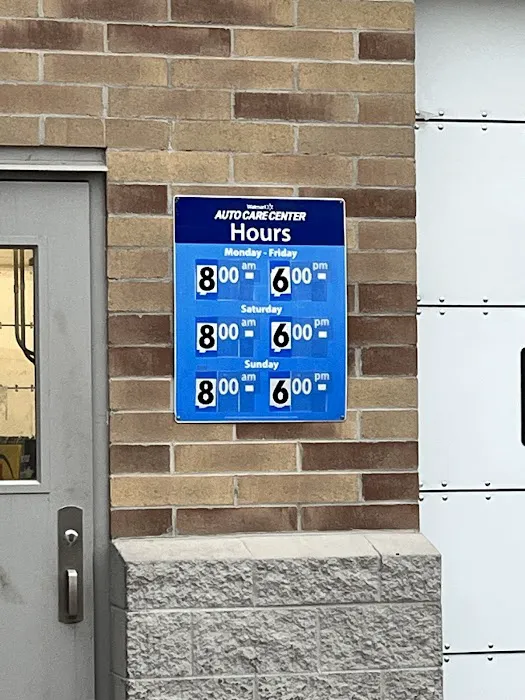 Walmart
AUTO CARE CENTER
Hours
Monday - Friday
8 00 am 6 00 pm
Saturday
8 00 am 6 00 pm
Sunday
8 00 am 6 00 pm